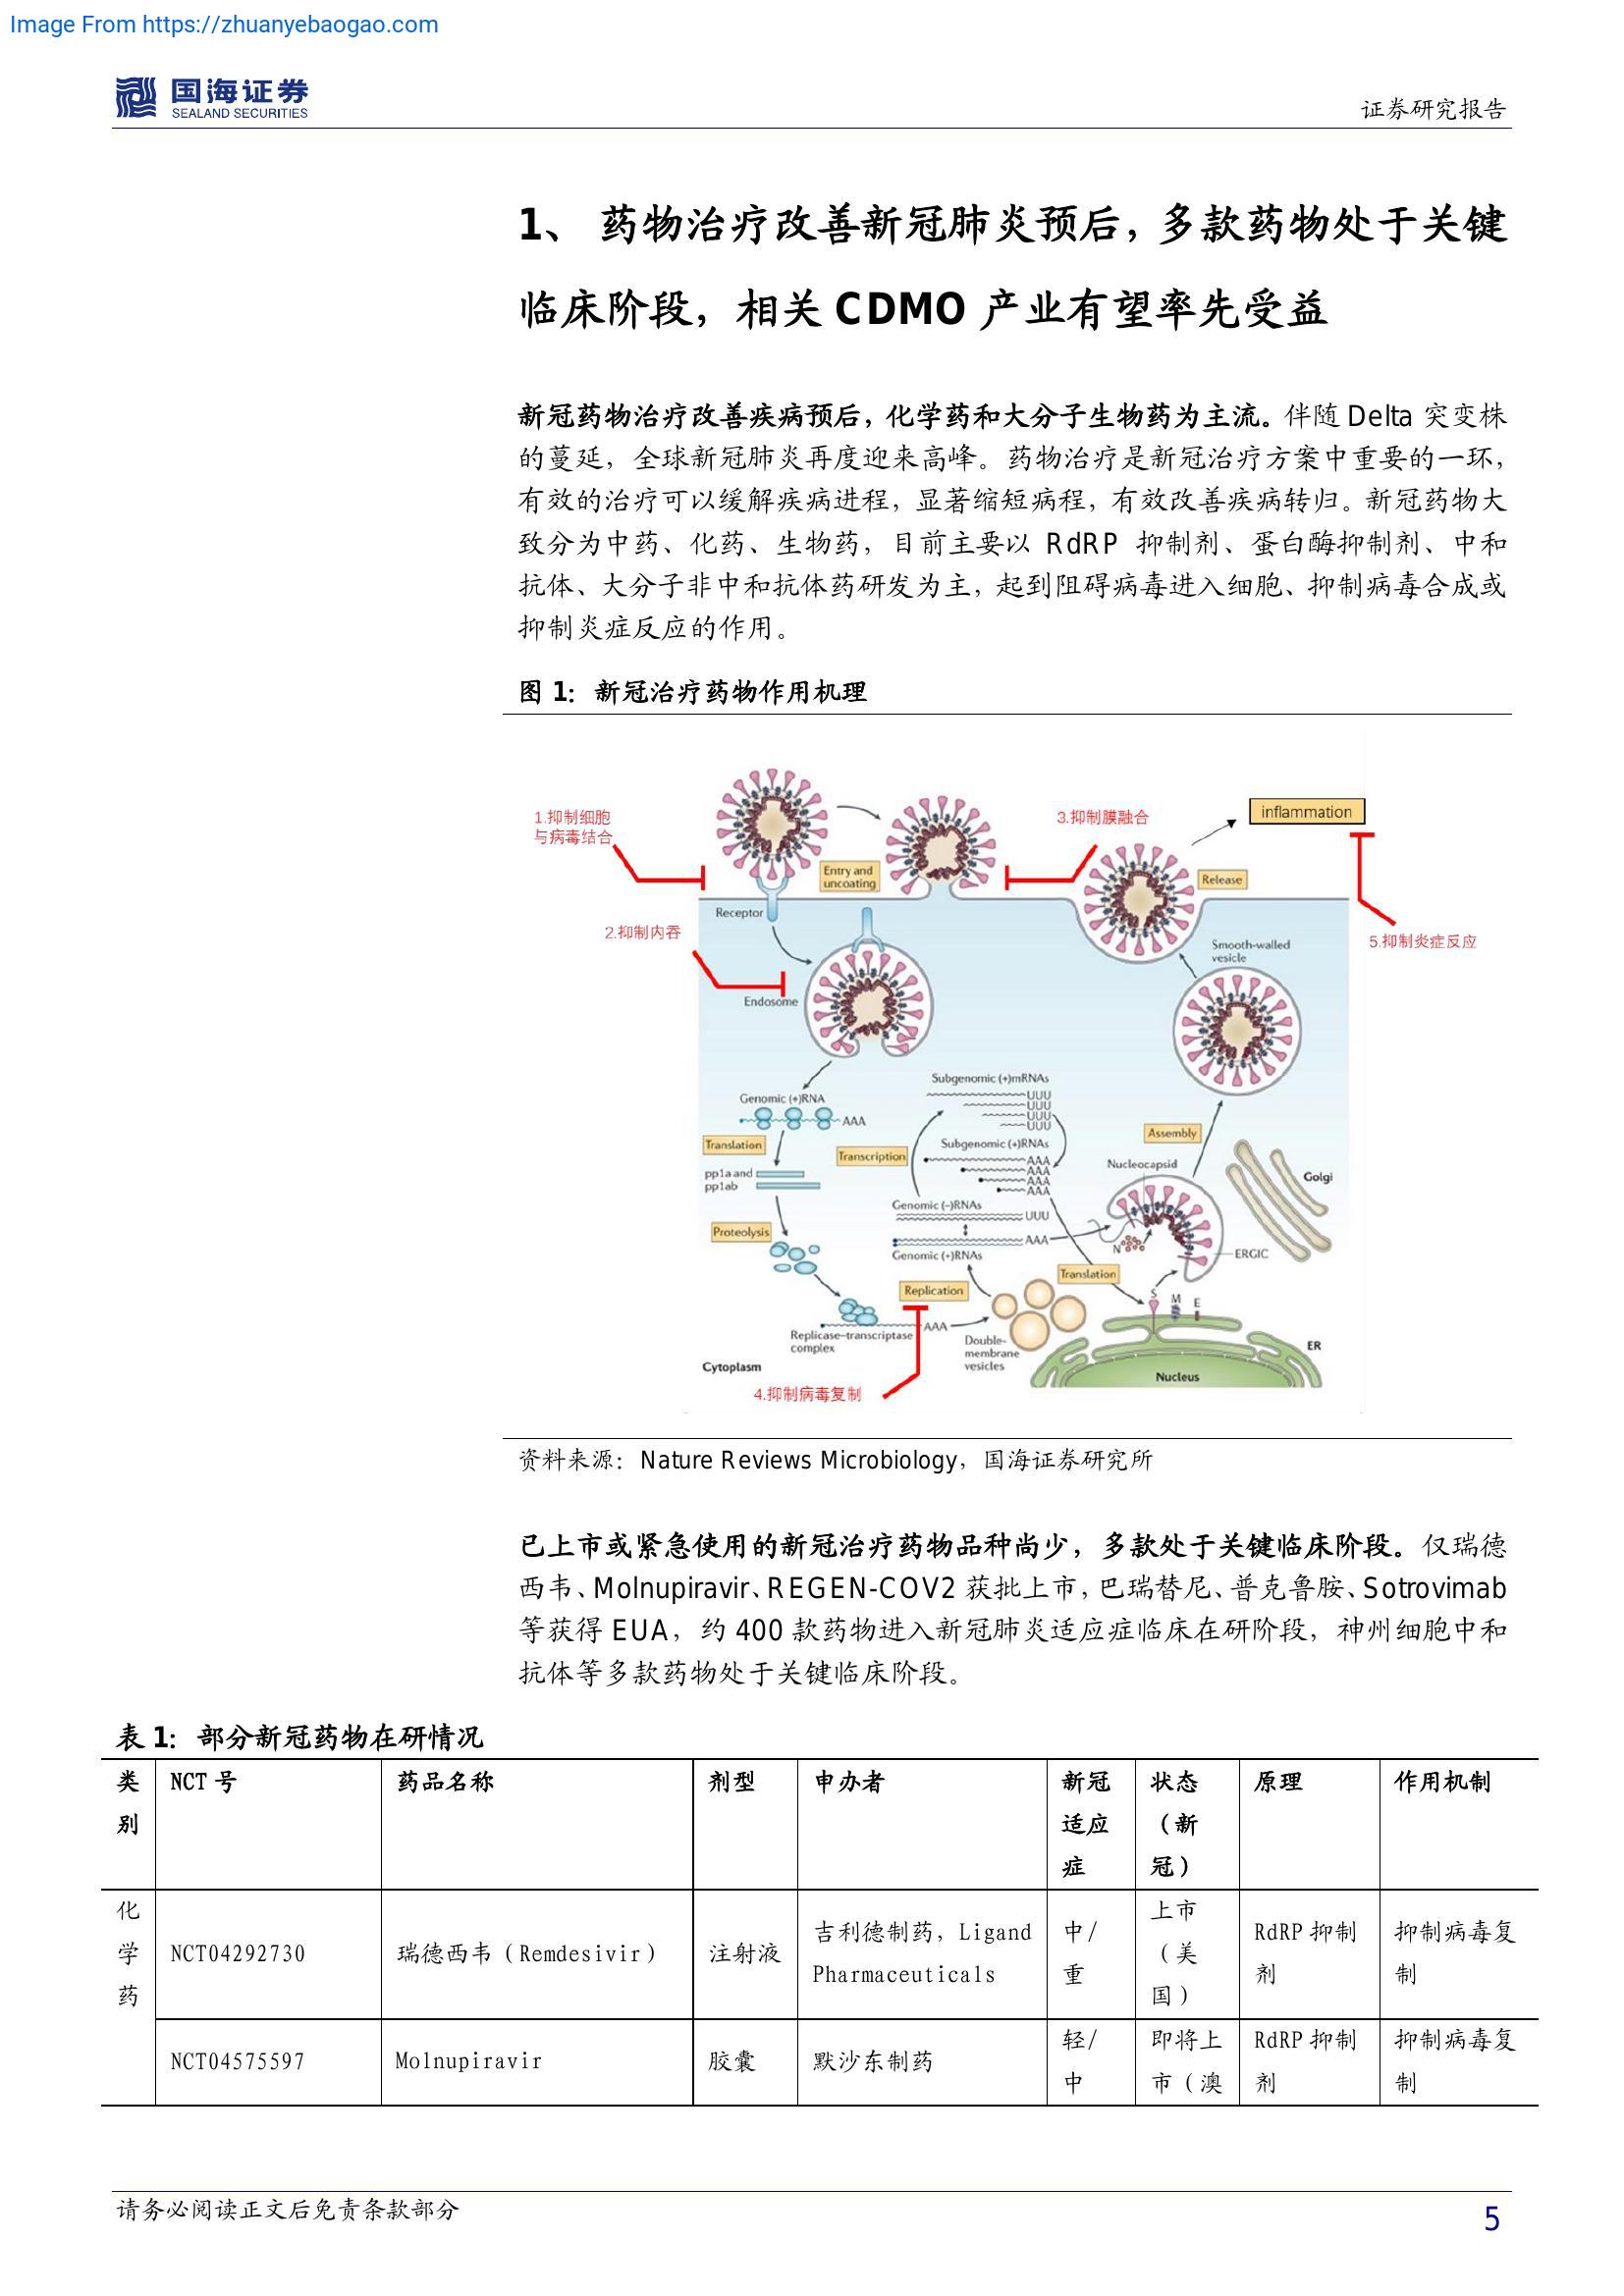 Image From https://zhuanyebaogao.com
国海证券
SEALAND SECURITIES
证券研究报告
1、 药物治疗改善新冠肺炎预后，多款药物处于关键
临床阶段，相关 CDMO 产业有望率先受益
新冠药物治疗改善疾病预后，化学药和大分子生物药为主流。伴随 Delta 突变株
的蔓延，全球新冠肺炎再度迎来高峰。药物治疗是新冠治疗方案中重要的一环，
有效的治疗可以缓解疾病进程，显著缩短病程，有效改善疾病转归。新冠药物大
致分为中药、化药、生物药，目前主要以 RdRP 抑制剂、蛋白酶抑制剂、中和
抗体、大分子非中和抗体药研发为主，起到阻碍病毒进入细胞、抑制病毒合成或
抑制炎症反应的作用。
图 1：新冠治疗药物作用机理
1.抑制细胞
与病毒结合
3.抑制膜融合
inflammation
Entry and
uncoating
Release
Receptor
2.抑制内吞
5.抑制炎症反应
Smooth-walled
vesicle
Endosome
Subgenomic (+)mRNAs
UUU
UUU
UUU
UUU
Genomic (+)RNA
AAA
Translation
Transcription
Subgenomic (+)RNAs
AAA
AAA
AAA
AAA
Assembly
Nucleocapsid
Golgi
pp1a and
pp1ab
Genomic (-)RNAs
UUU
Proteolysis
AAA
Genomic (+)RNAs
N
ERGIC
Translation
Replication
S M E
AAA
Replicase–transcriptase
complex
Double-
membrane
vesicles
ER
Cytoplasm
Nucleus
4.抑制病毒复制
资料来源：Nature Reviews Microbiology，国海证券研究所
已上市或紧急使用的新冠治疗药物品种尚少，多款处于关键临床阶段。仅瑞德
西韦、Molnupiravir、REGEN-COV2 获批上市，巴瑞替尼、普克鲁胺、Sotrovimab
等获得 EUA，约 400 款药物进入新冠肺炎适应症临床在研阶段，神州细胞中和
抗体等多款药物处于关键临床阶段。
表 1：部分新冠药物在研情况
类别 NCT 号 药品名称 剂型 申办者 新冠适应症 状态（新冠） 原理 作用机制
化学药 NCT04292730 瑞德西韦（Remdesivir） 注射液 吉利德制药，Ligand Pharmaceuticals 中/重 上市（美国） RdRP 抑制剂 抑制病毒复制
NCT04575597 Molnupiravir 胶囊 默沙东制药 轻/中 即将上市（澳 RdRP 抑制剂 抑制病毒复制
请务必阅读正文后免责条款部分
5